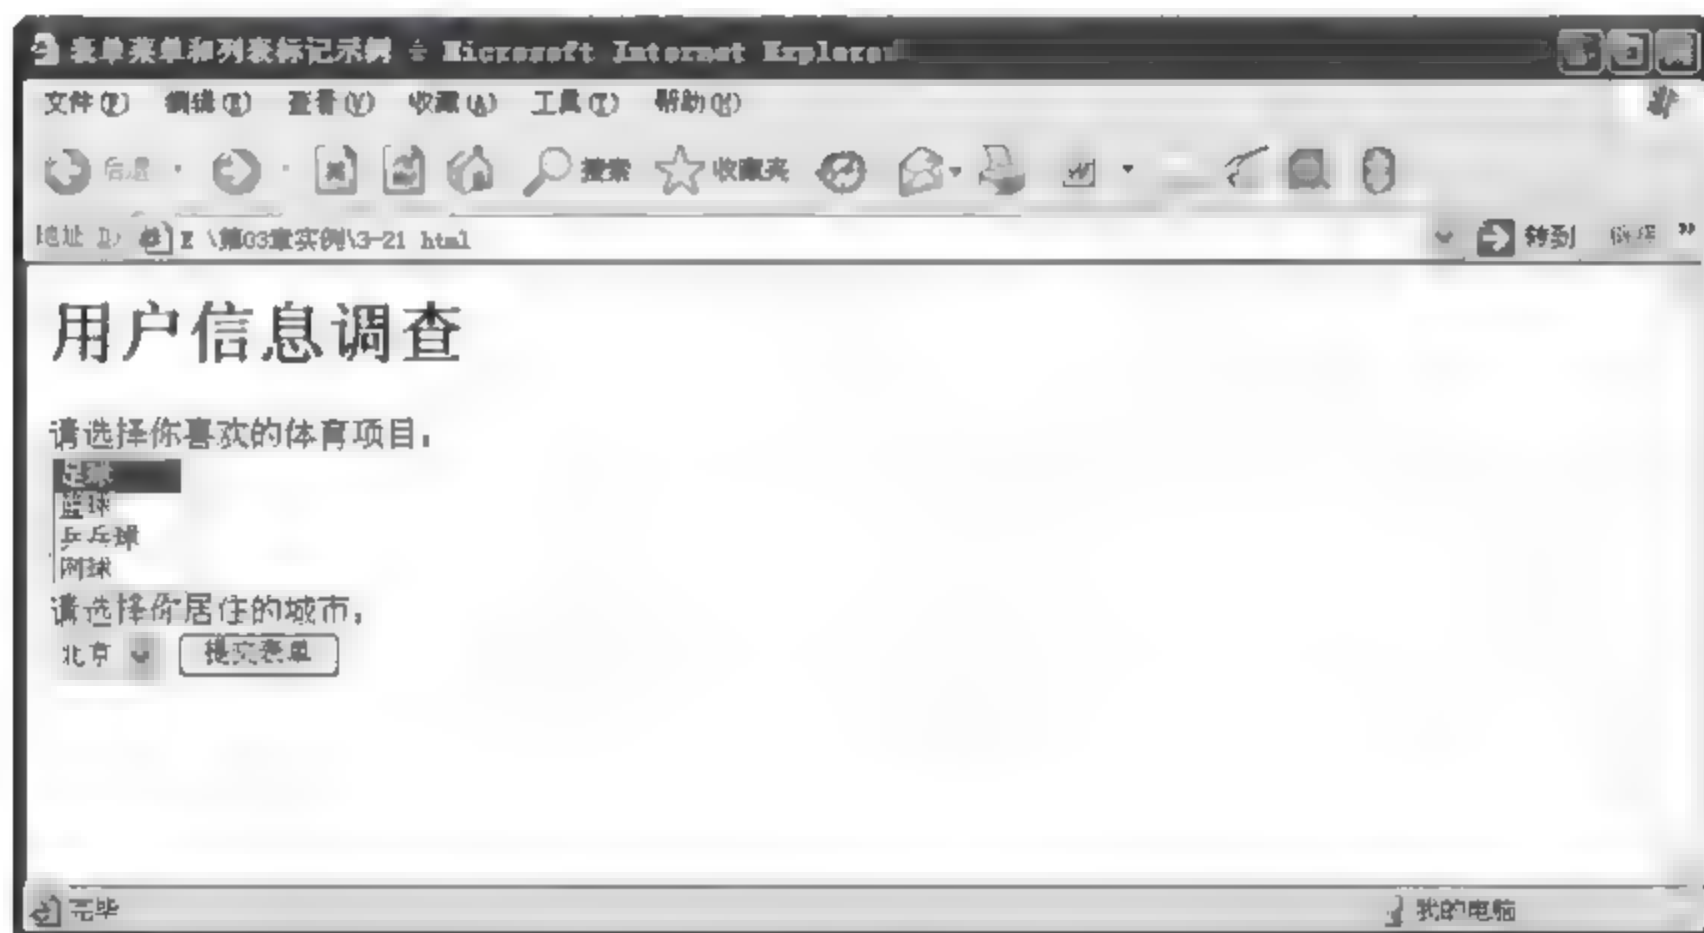 表单菜单和列表标记示例 - Microsoft Internet Explorer
文件(F) 编辑(E) 查看(V) 收藏(A) 工具(T) 帮助(H)
后退 搜索 收藏夹
地址(D) E:\第03章实例\3-21.html 转到 链接 »
用户信息调查
请选择你喜欢的体育项目:
足球
篮球
乒乓球
网球
请选择你居住的城市:
北京 提交表单
完毕 我的电脑